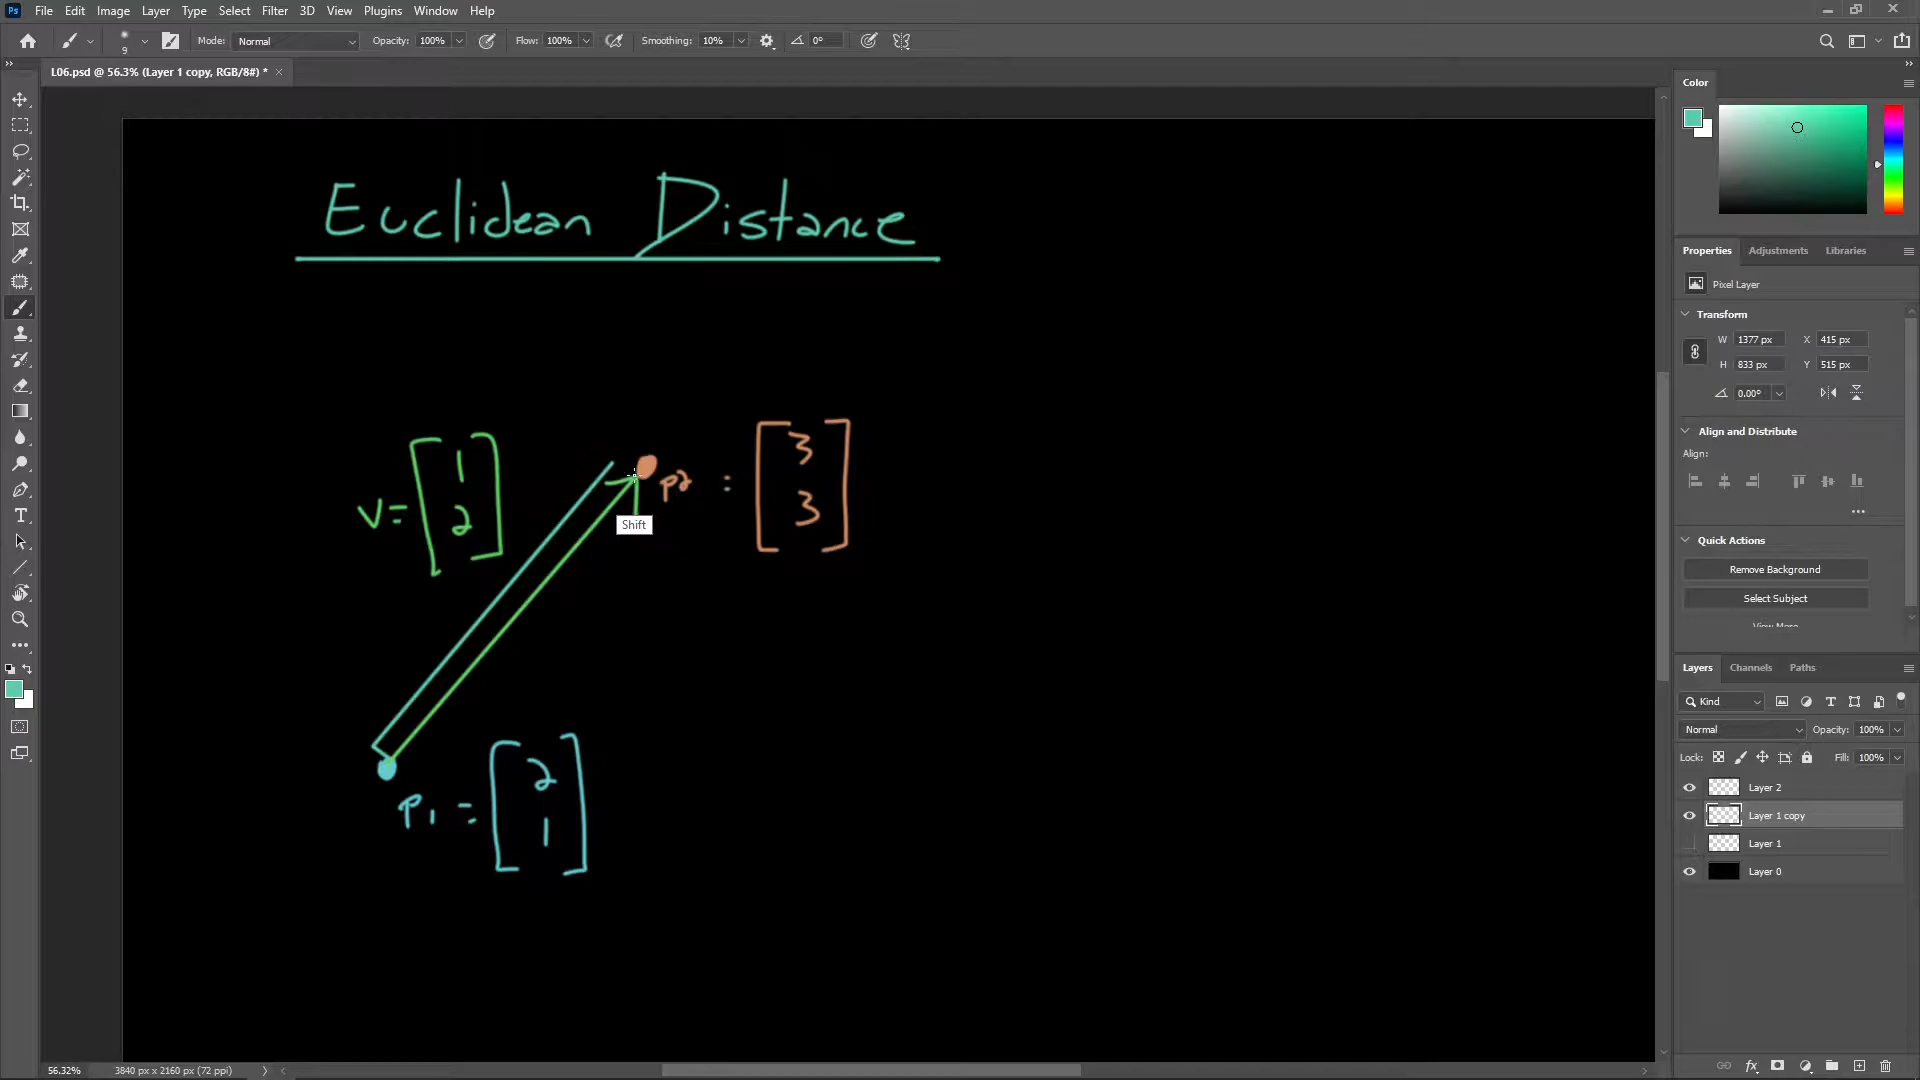 Ps File Edit Image Layer Type Select Filter 3D View Plugins Window Help
9 Mode: Normal Opacity: 100% Flow: 100% Smoothing: 10% 0°
L06.psd @ 56.3% (Layer 1 copy, RGB/8#) *
Euclidean Distance
v = [1 2]
p2 = [3 3]
Shift
p1 = [2 1]
Color
Properties Adjustments Libraries
Pixel Layer
Transform
W 1377 px X 415 px
H 833 px Y 515 px
0.00°
Align and Distribute
Align:
Quick Actions
Remove Background
Select Subject
View More
Layers Channels Paths
Kind
Normal Opacity: 100%
Lock: Fill: 100%
Layer 2
Layer 1 copy
Layer 1
Layer 0
56.32% 3840 px x 2160 px (72 ppi)
fx